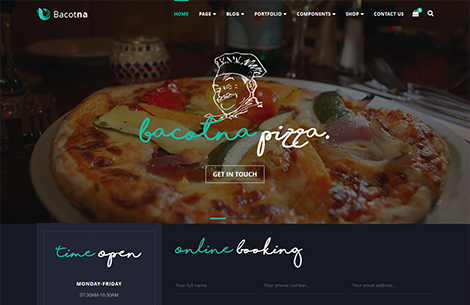 Bacotna
HOME PAGE BLOG PORTFOLIO COMPONENTS SHOP CONTACT US
bacotna pizza.
GET IN TOUCH
time open
online booking
MONDAY-FRIDAY
Your full name...
Your phone number...
Your email address...
07:30AM-10:30AM